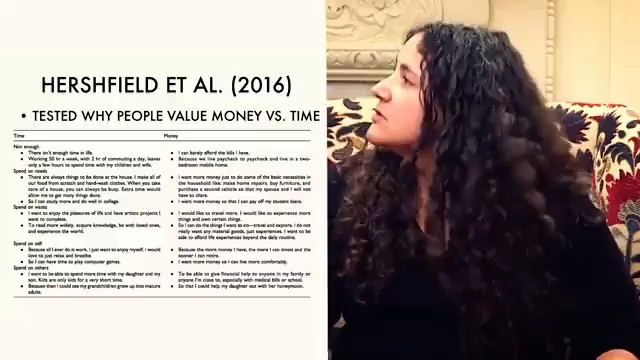 HERSHFIELD ET AL. (2016)
• TESTED WHY PEOPLE VALUE MONEY VS. TIME
Time Money
Not enough
• There isn't enough time in life. • I can barely afford the bills I have.
• Working 50 hr a week, with 2 hr of commuting a day, leaves • Because we live paycheck to paycheck and live in a two-
only a few hours to spend time with my children and wife. bedroom mobile home.
Spend on needs
• There are always things to be done at the house. I make all of • I want more money just to do some of the basic necessities in
our food from scratch and hand-wash clothes. When you take the household like: make home repairs, buy furniture, and
care of a house, you can always be busy. Extra time would purchase a second vehicle so that my spouse and I will not
allow me to get many things done. have to share.
• So I can study more and do well in college. • I want more money so that I can pay off my student loans.
Spend on wants
• I want to enjoy the pleasures of life and have artistic projects I • I would like to travel more. I would like to experience more
want to complete. things and own certain things.
• To read more widely, acquire knowledge, be with loved ones, • So I can do the things I want to do—travel and explore. I do not
and experience the world. really want any material goods, just experiences. I want to be
able to afford life experiences beyond the daily routine.
Spend on self
• Because all I ever do is work. I just want to enjoy myself. I would • Because the more money I have, the more I can invest and the
love to just relax and breathe. sooner I can retire.
• So I can have time to play computer games. • I want more money so I can live more comfortably.
Spend on others
• I want to be able to spend more time with my daughter and my • To be able to give financial help to anyone in my family or
son. Kids are only kids for a very short time. anyone I'm close to, especially with medical bills or school.
• Because then I could see my grandchildren grow up into mature • So that I could help my daughter out with her honeymoon.
adults.